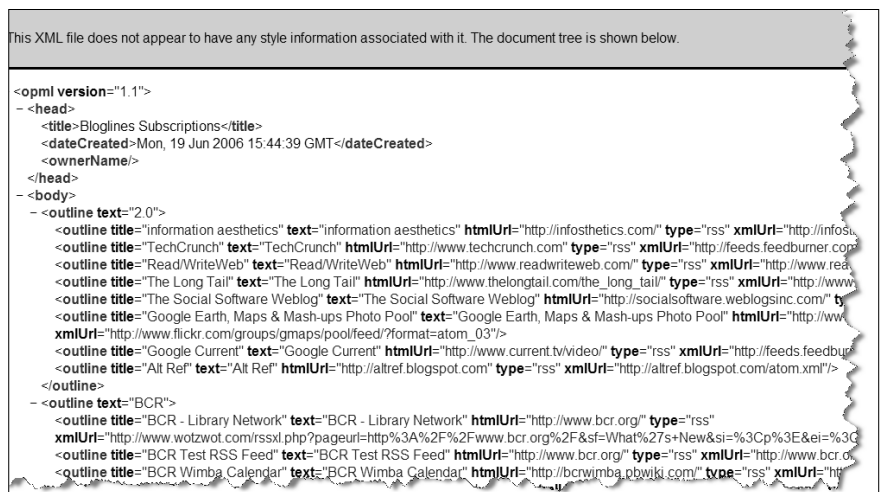 This XML file does not appear to have any style information associated with it. The document tree is shown below.
<opml version="1.1">
− <head>
<title>Bloglines Subscriptions</title>
<dateCreated>Mon, 19 Jun 2006 15:44:39 GMT</dateCreated>
<ownerName/>
</head>
− <body>
− <outline text="2.0">
<outline title="information aesthetics" text="information aesthetics" htmlUrl="http://infosthetics.com/" type="rss" xmlUrl="http://infost
<outline title="TechCrunch" text="TechCrunch" htmlUrl="http://www.techcrunch.com" type="rss" xmlUrl="http://feeds.feedburner.com
<outline title="Read/WriteWeb" text="Read/WriteWeb" htmlUrl="http://www.readwriteweb.com/" type="rss" xmlUrl="http://www.rea
<outline title="The Long Tail" text="The Long Tail" htmlUrl="http://www.thelongtail.com/the_long_tail/" type="rss" xmlUrl="http://www
<outline title="The Social Software Weblog" text="The Social Software Weblog" htmlUrl="http://socialsoftware.weblogsinc.com/" ty
<outline title="Google Earth, Maps & Mash-ups Photo Pool" text="Google Earth, Maps & Mash-ups Photo Pool" htmlUrl="http://ww
xmlUrl="http://www.flickr.com/groups/gmaps/pool/feed/?format=atom_03"/>
<outline title="Google Current" text="Google Current" htmlUrl="http://www.current.tv/video/" type="rss" xmlUrl="http://feeds.feedbur
<outline title="Alt Ref" text="Alt Ref" htmlUrl="http://altref.blogspot.com" type="rss" xmlUrl="http://altref.blogspot.com/atom.xml"/>
</outline>
− <outline text="BCR">
<outline title="BCR - Library Network" text="BCR - Library Network" htmlUrl="http://www.bcr.org/" type="rss"
xmlUrl="http://www.wotzwot.com/rssxl.php?pageurl=http%3A%2F%2Fwww.bcr.org%2F&sf=What%27s+New&si=%3Cp%3E&ei=%3C
<outline title="BCR Test RSS Feed" text="BCR Test RSS Feed" htmlUrl="http://www.bcr.org/" type="rss" xmlUrl="http://www.bcr.o
<outline title="BCR Wimba Calendar" text="BCR Wimba Calendar" htmlUrl="http://bcrwimba.pbwiki.com/" type="rss" xmlUrl="htt